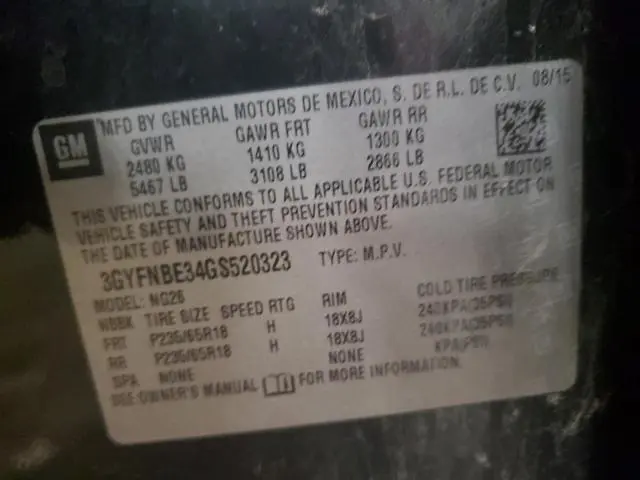 GM
MFD BY GENERAL MOTORS DE MEXICO, S. DE R.L. DE C.V. 08/15
GVWR GAWR FRT GAWR RR
2480 KG 1410 KG 1300 KG
5467 LB 3108 LB 2866 LB
THIS VEHICLE CONFORMS TO ALL APPLICABLE U.S. FEDERAL MOTOR
VEHICLE SAFETY AND THEFT PREVENTION STANDARDS IN EFFECT ON
THE DATE OF MANUFACTURE SHOWN ABOVE.
3GYFNBE34GS520323 TYPE: M.P.V.
MODEL: NG26
TIRE SIZE SPEED RTG RIM COLD TIRE PRESSURE
FRT P235/65R18 H 18X8J 240KPA(35PSI)
RR P235/65R18 H 18X8J 240KPA(35PSI)
SPA NONE NONE KPA(PSI)
SEE OWNER'S MANUAL FOR MORE INFORMATION.